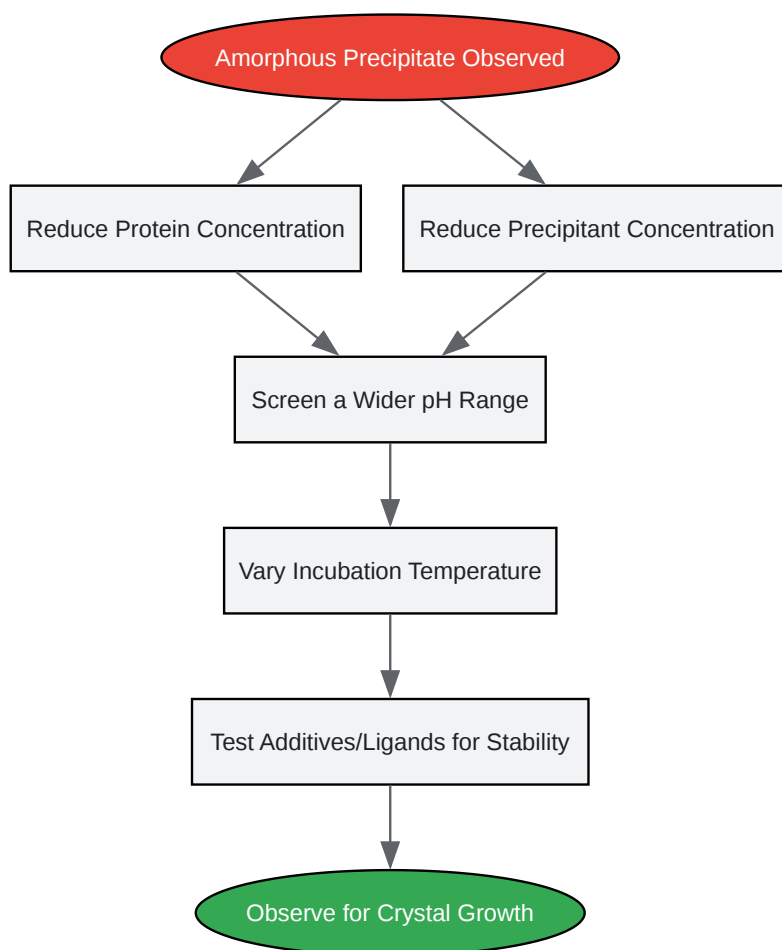 Amorphous Precipitate Observed
Reduce Protein Concentration
Reduce Precipitant Concentration
Screen a Wider pH Range
Vary Incubation Temperature
Test Additives/Ligands for Stability
Observe for Crystal Growth